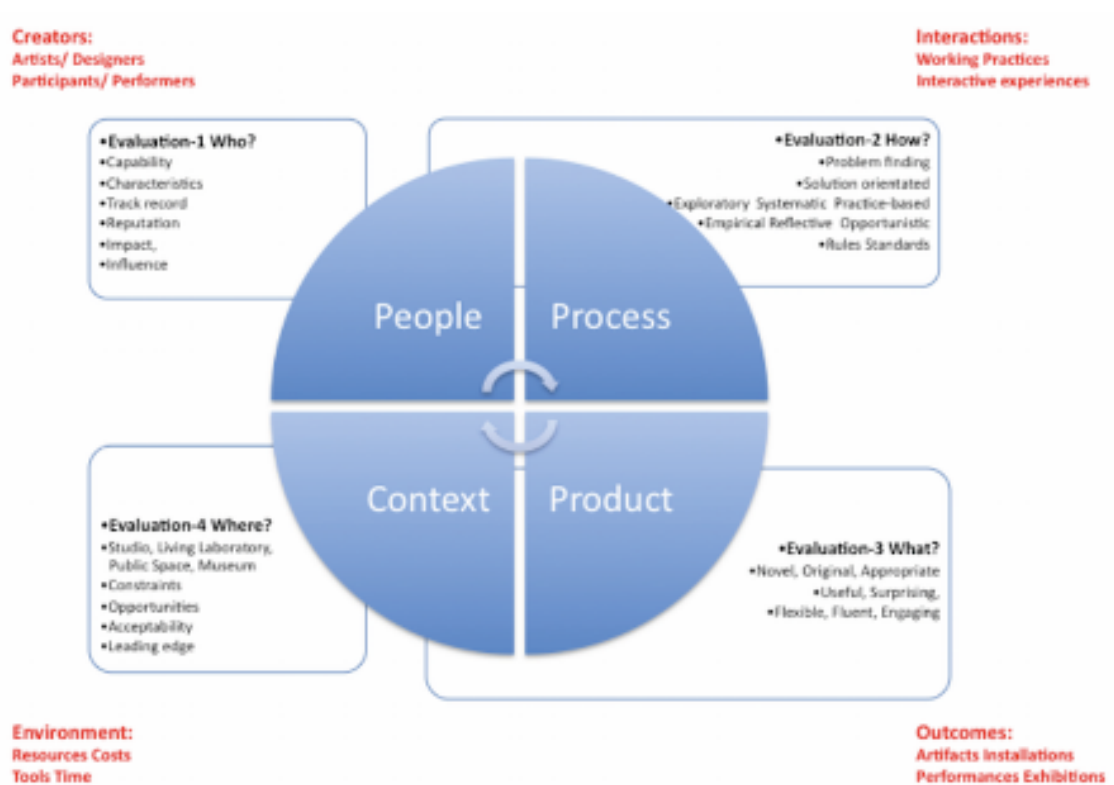 Creators:
Artists/ Designers
Participants/ Performers
Interactions:
Working Practices
Interactive experiences
•Evaluation-1 Who?
•Capability
•Characteristics
•Track record
•Reputation
•Impact,
•Influence
•Evaluation-2 How?
•Problem finding
•Solution orientated
•Exploratory Systematic Practice-based
•Empirical Reflective Opportunistic
•Rules Standards
People
Process
Context
Product
•Evaluation-4 Where?
•Studio, Living Laboratory,
Public Space, Museum
•Constraints
•Opportunities
•Acceptability
•Leading edge
•Evaluation-3 What?
•Novel, Original, Appropriate
•Useful, Surprising,
•Flexible, Fluent, Engaging
Environment:
Resources Costs
Tools Time
Outcomes:
Artifacts Installations
Performances Exhibitions